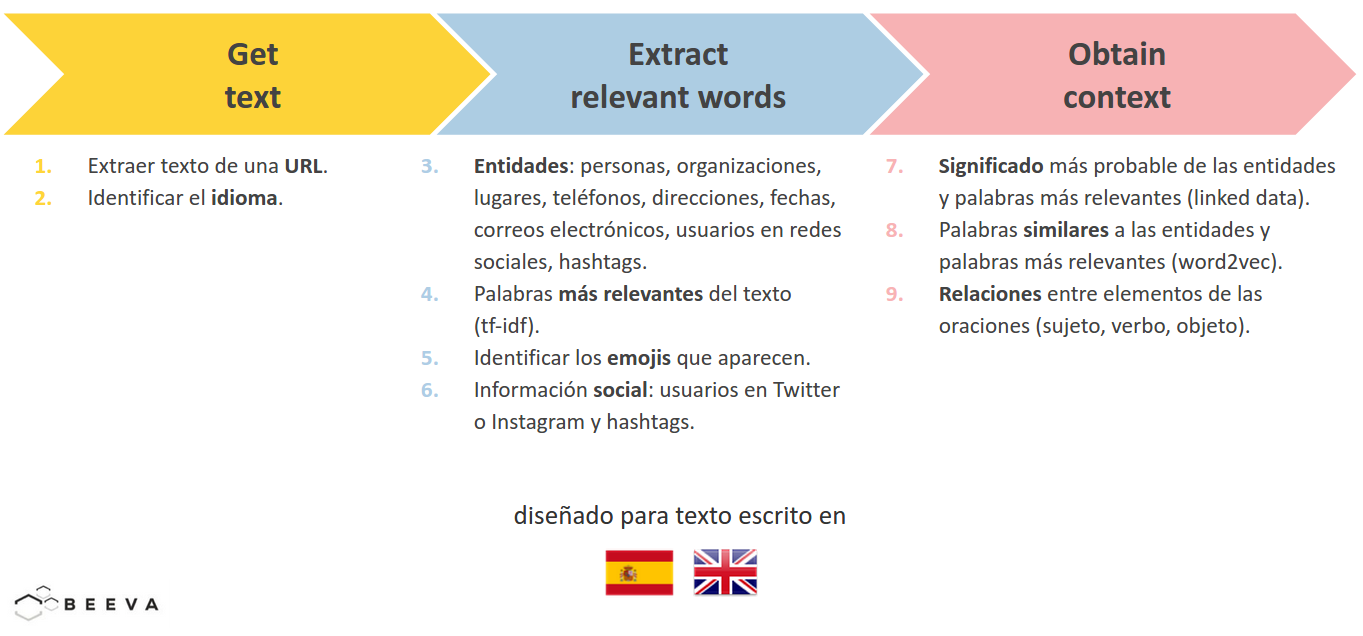 Get
text
Extract
relevant words
Obtain
context
1. Extraer texto de una URL.
2. Identificar el idioma.
3. Entidades: personas, organizaciones,
lugares, teléfonos, direcciones, fechas,
correos electrónicos, usuarios en redes
sociales, hashtags.
4. Palabras más relevantes del texto
(tf-idf).
5. Identificar los emojis que aparecen.
6. Información social: usuarios en Twitter
o Instagram y hashtags.
7. Significado más probable de las entidades
y palabras más relevantes (linked data).
8. Palabras similares a las entidades y
palabras más relevantes (word2vec).
9. Relaciones entre elementos de las
oraciones (sujeto, verbo, objeto).
diseñado para texto escrito en
BEEVA